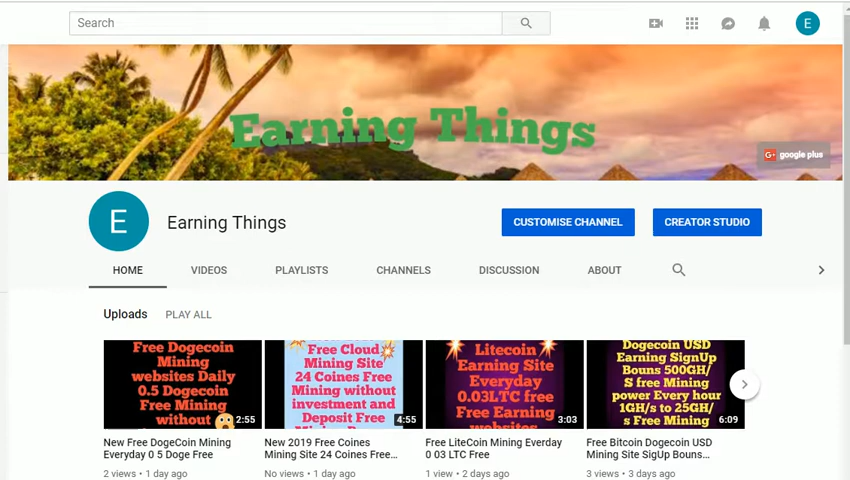 Search
E
Earning Things
G+ google plus
E
Earning Things
CUSTOMISE CHANNEL
CREATOR STUDIO
HOME
VIDEOS
PLAYLISTS
CHANNELS
DISCUSSION
ABOUT
Uploads
PLAY ALL
Free Dogecoin
Mining
websites Daily
0.5 Dogecoin
Free Mining
without
2:55
Free Cloud
Mining Site
24 Coines Free
Mining without
investment and
Deposit Free
4:55
Litecoin
Earning Site
Everyday
0.03LTC free
Free Earning
websites
3:03
Dogecoin USD
Earning SignUp
Bouns 500GH/
S free Mining
power Every hour
1GH/s to 25GH/
s Free Mining
6:09
New Free DogeCoin Mining
Everyday 0 5 Doge Free
2 views • 1 day ago
New 2019 Free Coines
Mining Site 24 Coines Free...
No views • 1 day ago
Free LiteCoin Mining Everday
0 03 LTC Free
1 view • 2 days ago
Free Bitcoin Dogecoin USD
Mining Site SigUp Bouns...
3 views • 3 days ago